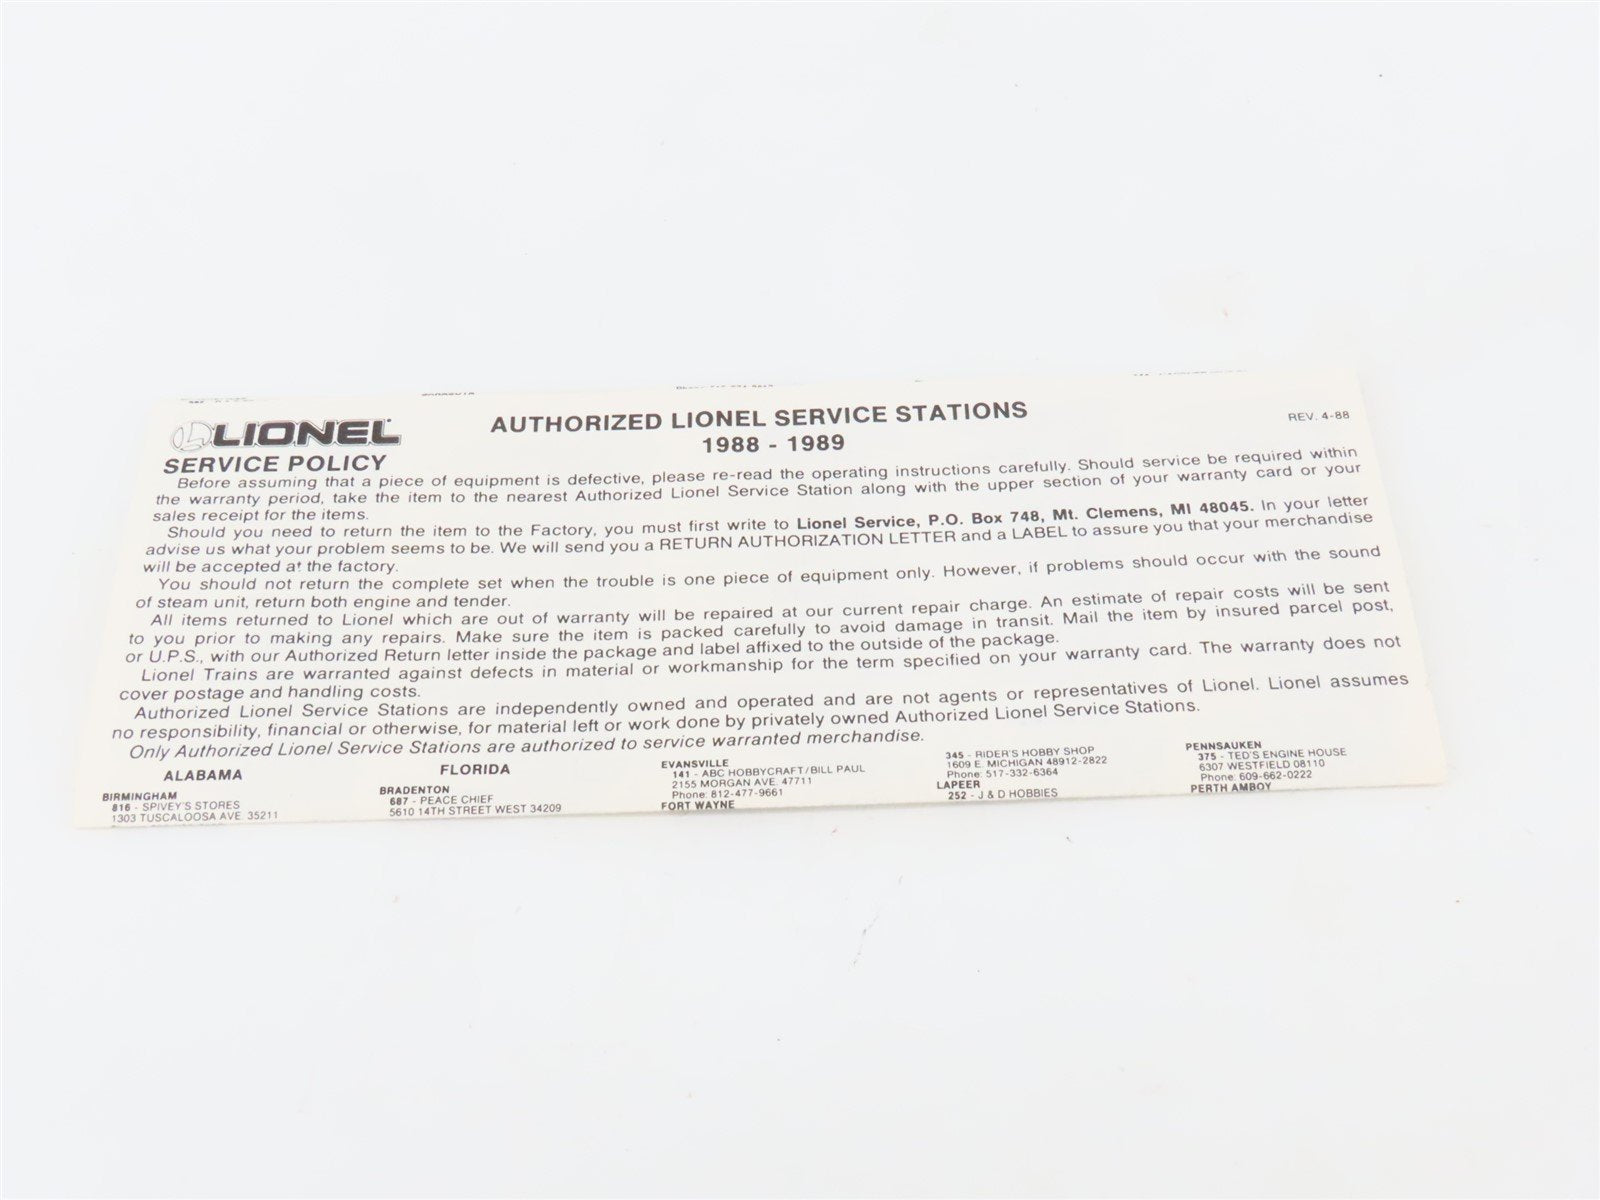 LIONEL
AUTHORIZED LIONEL SERVICE STATIONS
1988 - 1989
REV. 4-88
SERVICE POLICY
Before assuming that a piece of equipment is defective, please re-read the operating instructions carefully. Should service be required within
the warranty period, take the item to the nearest Authorized Lionel Service Station along with the upper section of your warranty card or your
sales receipt for the items.
Should you need to return the item to the Factory, you must first write to Lionel Service, P.O. Box 748, Mt. Clemens, MI 48045. In your letter
advise us what your problem seems to be. We will send you a RETURN AUTHORIZATION LETTER and a LABEL to assure you that your merchandise
will be accepted at the factory.
You should not return the complete set when the trouble is one piece of equipment only. However, if problems should occur with the sound
of steam unit, return both engine and tender.
All items returned to Lionel which are out of warranty will be repaired at our current repair charge. An estimate of repair costs will be sent
to you prior to making any repairs. Make sure the item is packed carefully to avoid damage in transit. Mail the item by insured parcel post,
or U.P.S., with our Authorized Return letter inside the package and label affixed to the outside of the package.
Lionel Trains are warranted against defects in material or workmanship for the term specified on your warranty card. The warranty does not
cover postage and handling costs.
Authorized Lionel Service Stations are independently owned and operated and are not agents or representatives of Lionel. Lionel assumes
no responsibility, financial or otherwise, for material left or work done by privately owned Authorized Lionel Service Stations.
Only Authorized Lionel Service Stations are authorized to service warranted merchandise.
ALABAMA
BIRMINGHAM
816 - SPIVEY'S STORES
1303 TUSCALOOSA AVE. 35211
FLORIDA
BRADENTON
687 - PEACE CHIEF
5610 14TH STREET WEST 34209
EVANSVILLE
141 - ABC HOBBYCRAFT/BILL PAUL
2155 MORGAN AVE. 47711
Phone: 812-477-9661
FORT WAYNE
345 - RIDER'S HOBBY SHOP
1609 E. MICHIGAN 48912-2822
Phone: 517-332-6364
LAPEER
252 - J & D HOBBIES
PENNSAUKEN
375 - TED'S ENGINE HOUSE
6307 WESTFIELD 08110
Phone: 609-662-0222
PERTH AMBOY